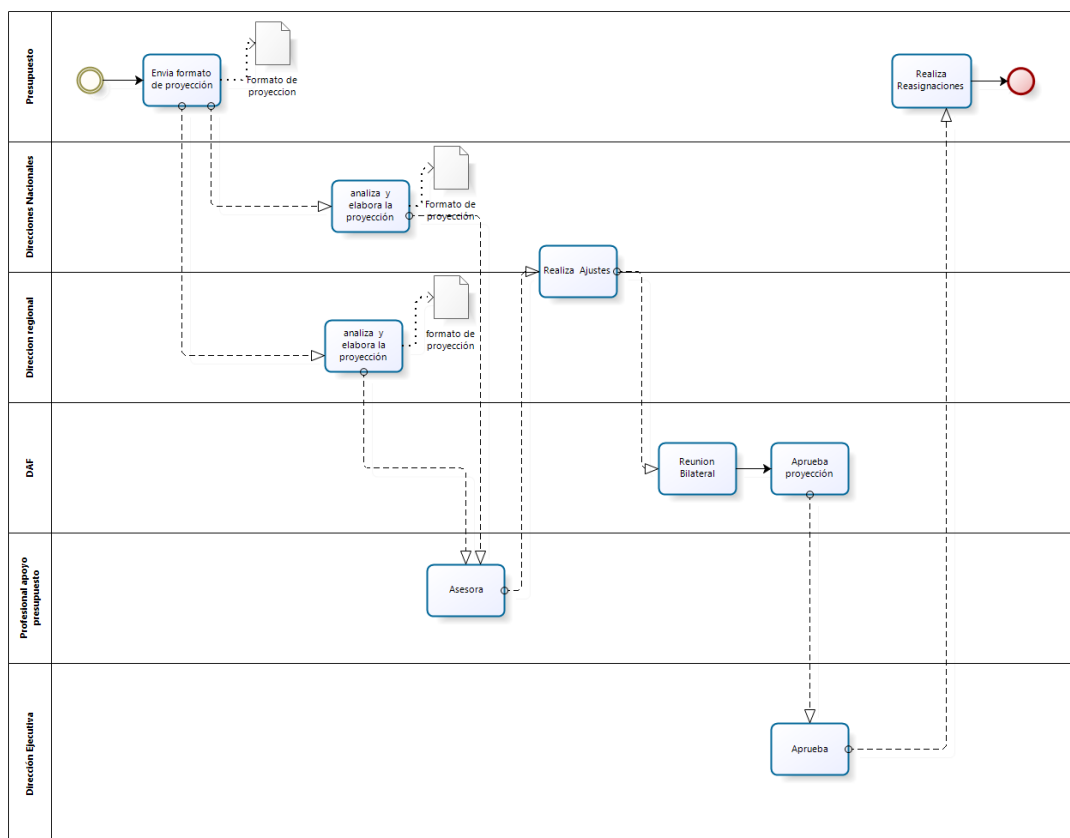 Presupuesto
Envia formato
de proyección
Formato de
proyeccion
Realiza
Reasignaciones
Direcciones Nacionales
analiza y
elabora la
proyección
Formato de
proyección
Realiza Ajustes
Direccion regional
analiza y
elabora la
proyección
formato de
proyección
DAF
Reunion
Bilateral
Aprueba
proyección
Profesional apoyo
presupuesto
Asesora
Dirección Ejecutiva
Aprueba